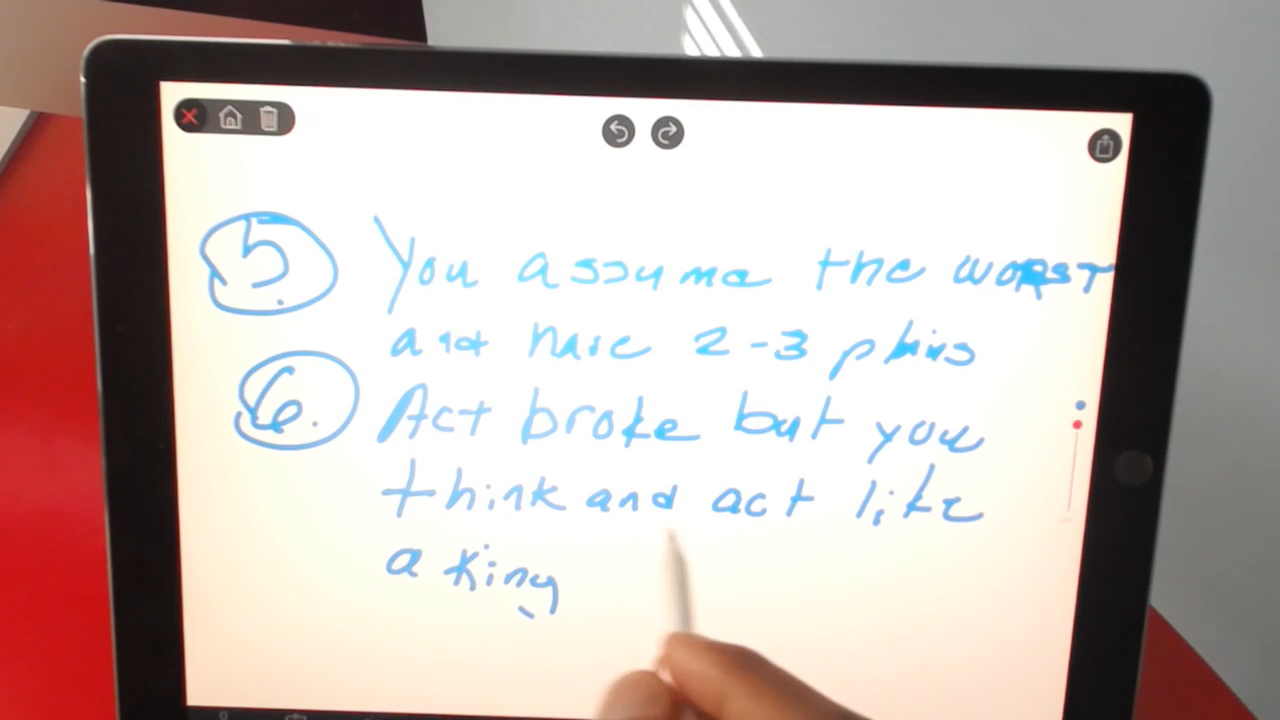 5. You assume the worst
and have 2-3 plans
6. Act broke but you
think and act like
a king